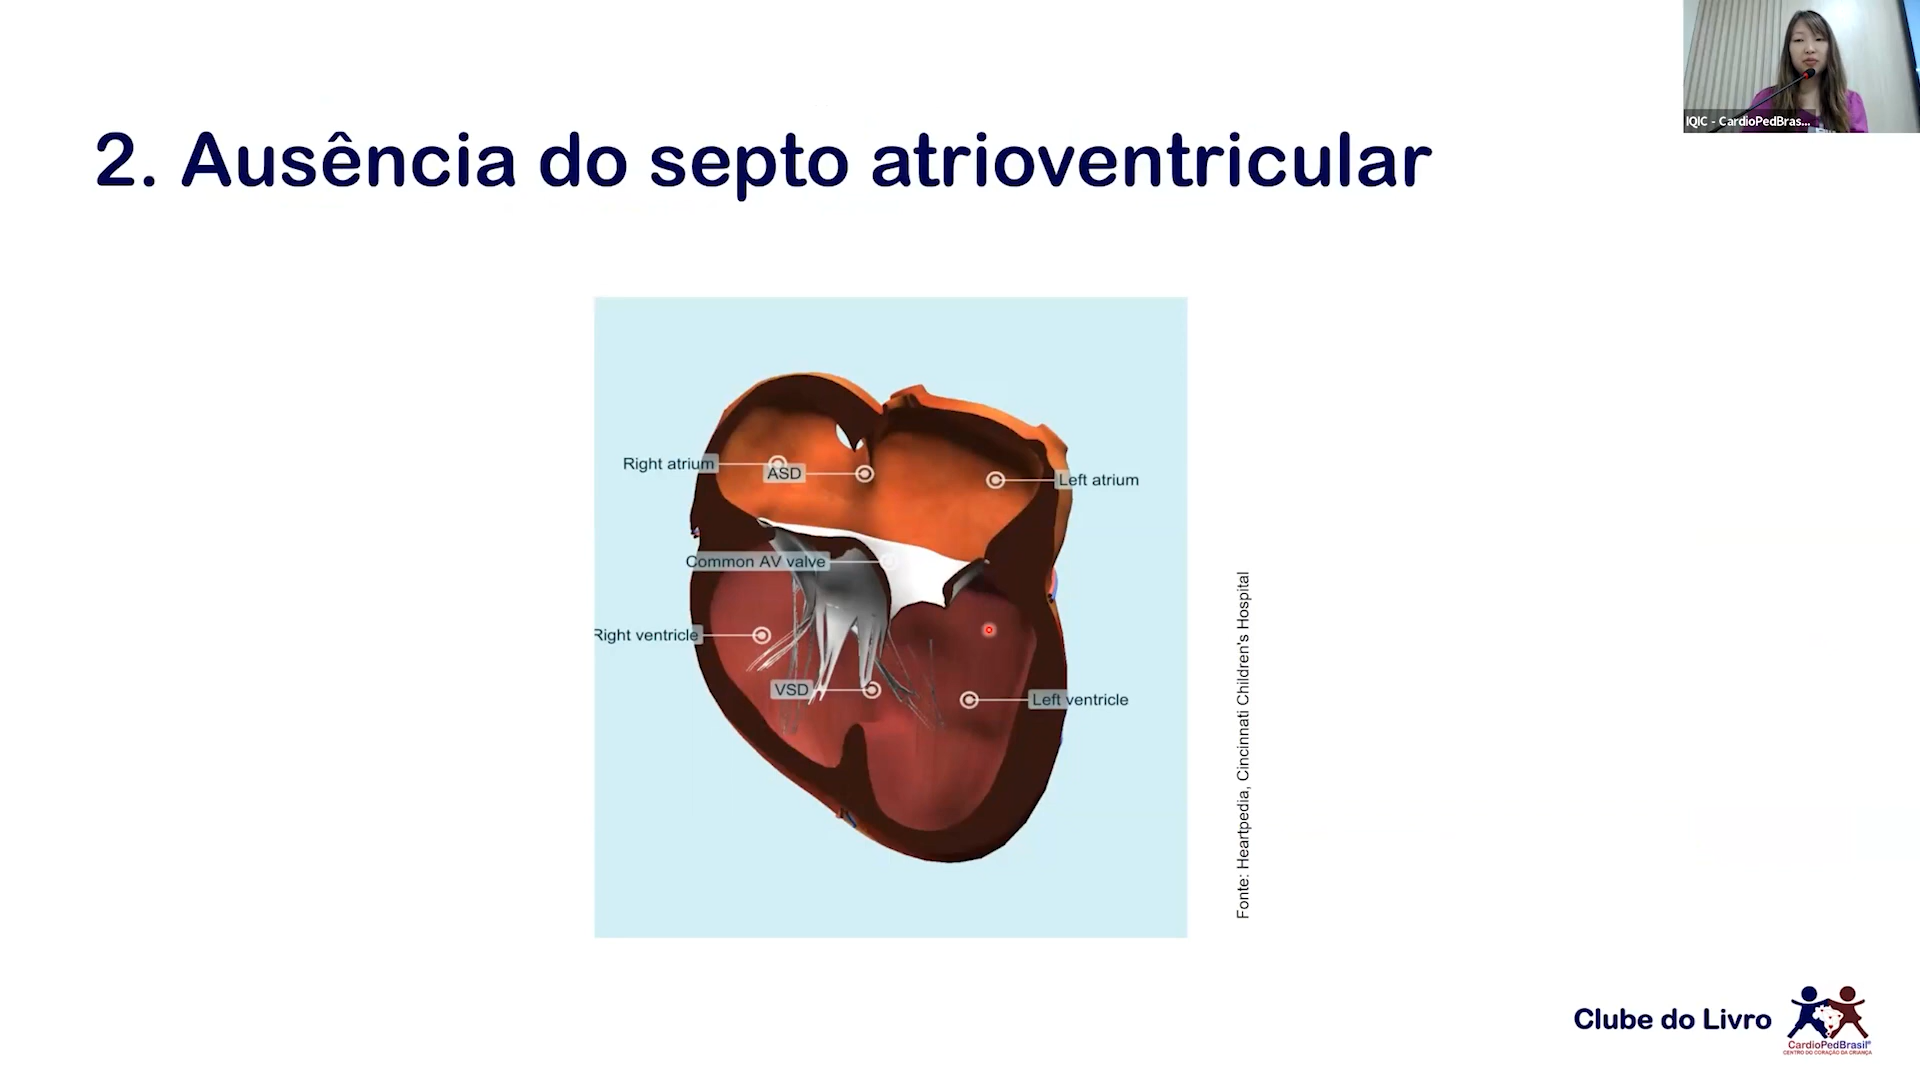 IQIC - CardioPedBras...
2. Ausência do septo atrioventricular
Right atrium
ASD
Left atrium
Common AV valve
Right ventricle
VSD
Left ventricle
Fonte: Heartpedia, Cincinnati Children's Hospital
Clube do Livro
CardioPedBrasil®
CENTRO DO CORAÇÃO DA CRIANÇA